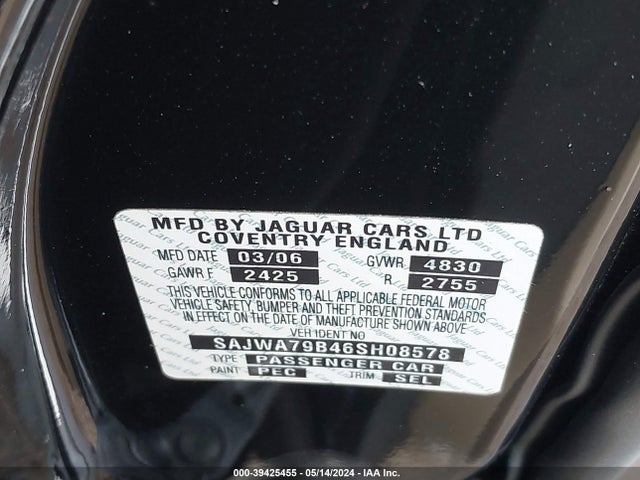 MFD BY JAGUAR CARS LTD
COVENTRY ENGLAND
MFD DATE 03/06 GVWR 4830
GAWR F 2425 R 2755
THIS VEHICLE CONFORMS TO ALL APPLICABLE FEDERAL MOTOR
VEHICLE SAFETY, BUMPER AND THEFT PREVENTION STANDARDS
IN EFFECT ON THE DATE OF MANUFACTURE SHOWN ABOVE
VEH IDENT NO
SAJWA79B46SH08578
TYPE PASSENGER CAR
PAINT PEC TRIM SEL
000-39425455 - 05/14/2024 - IAA Inc.